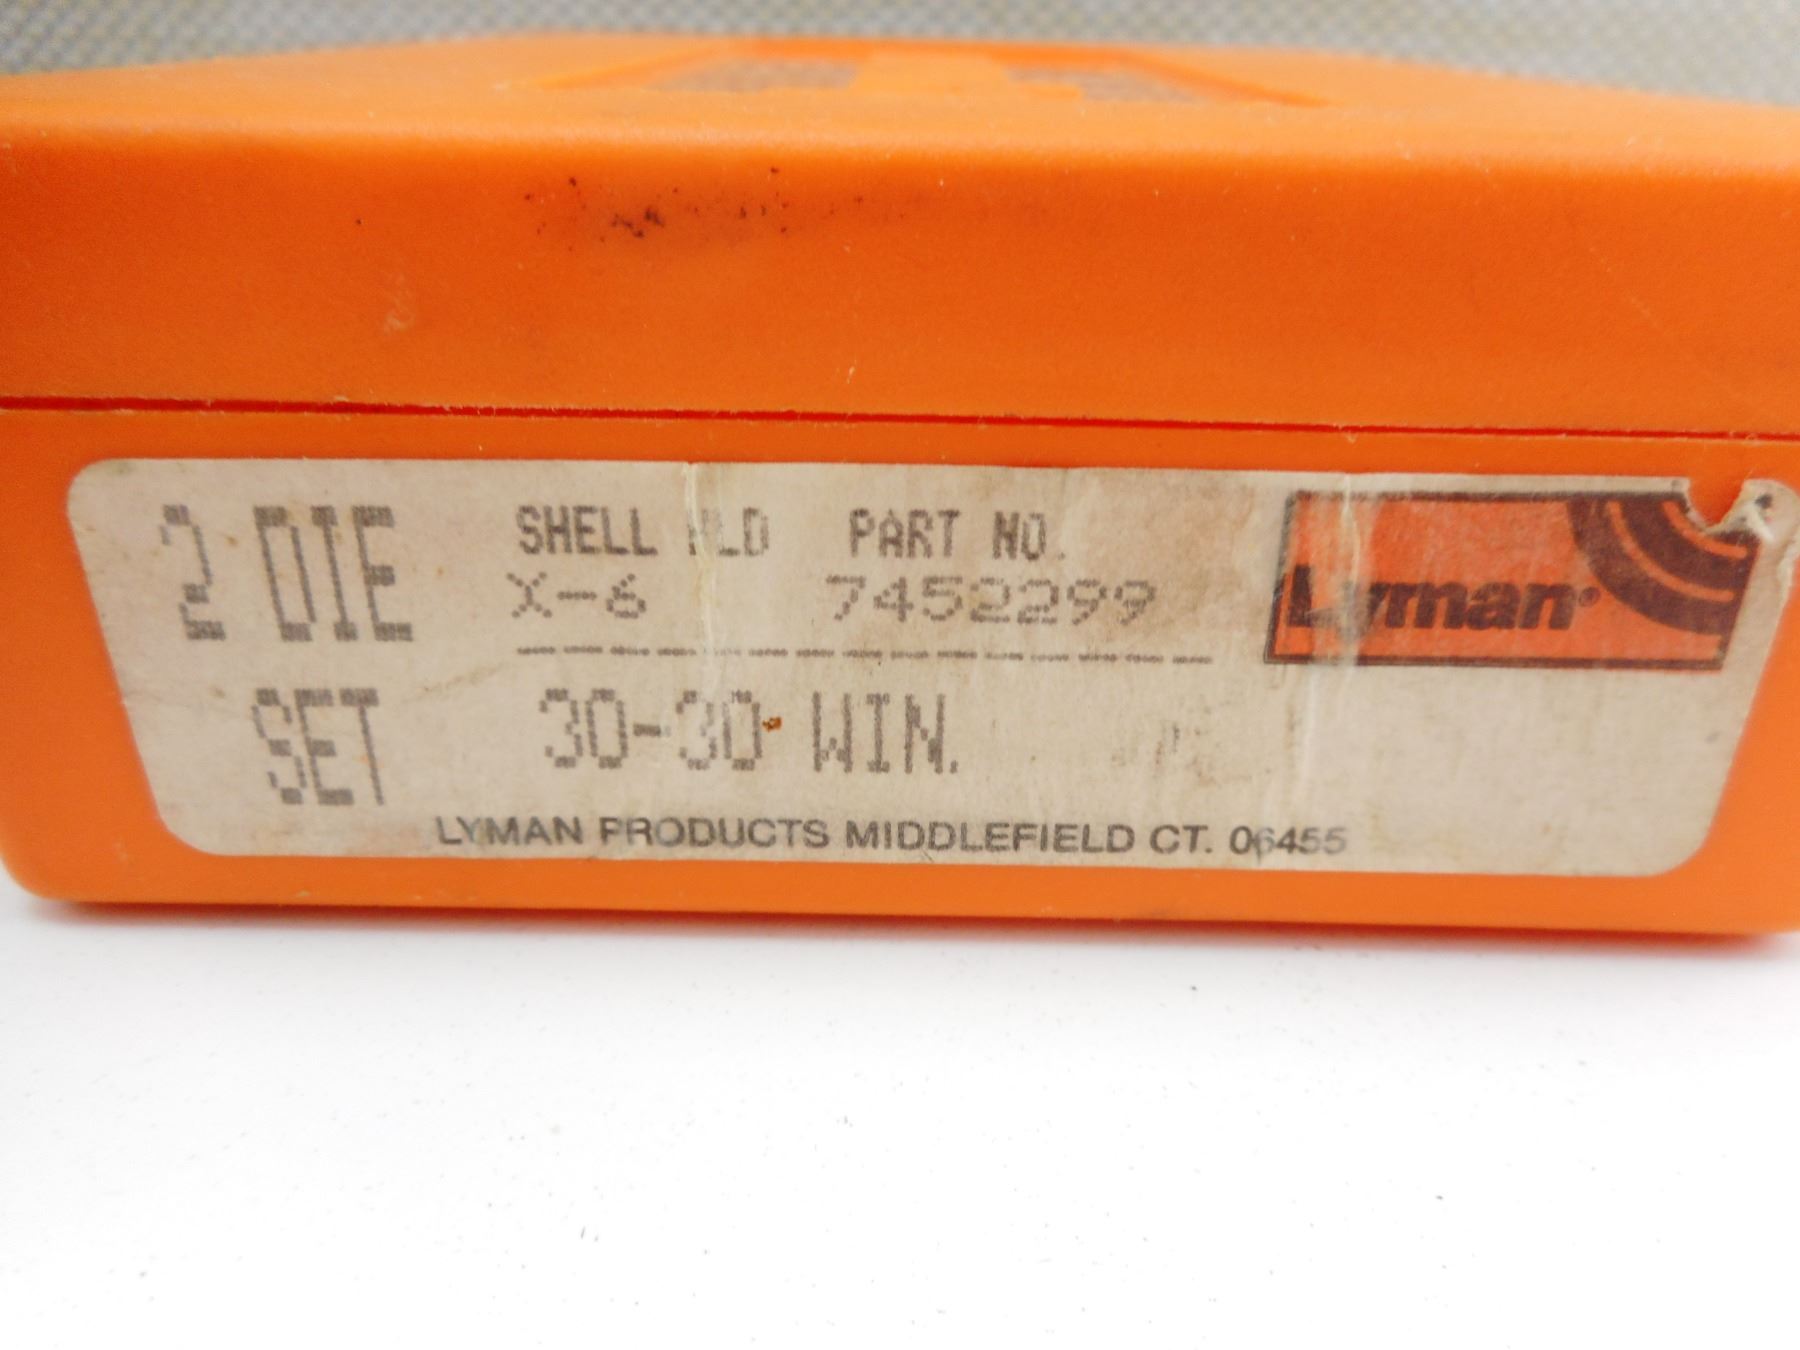 2 DIE SHELL HLD PART NO.
X-6 7452299
Lyman®
SET 30-30 WIN.
LYMAN PRODUCTS MIDDLEFIELD CT. 06455